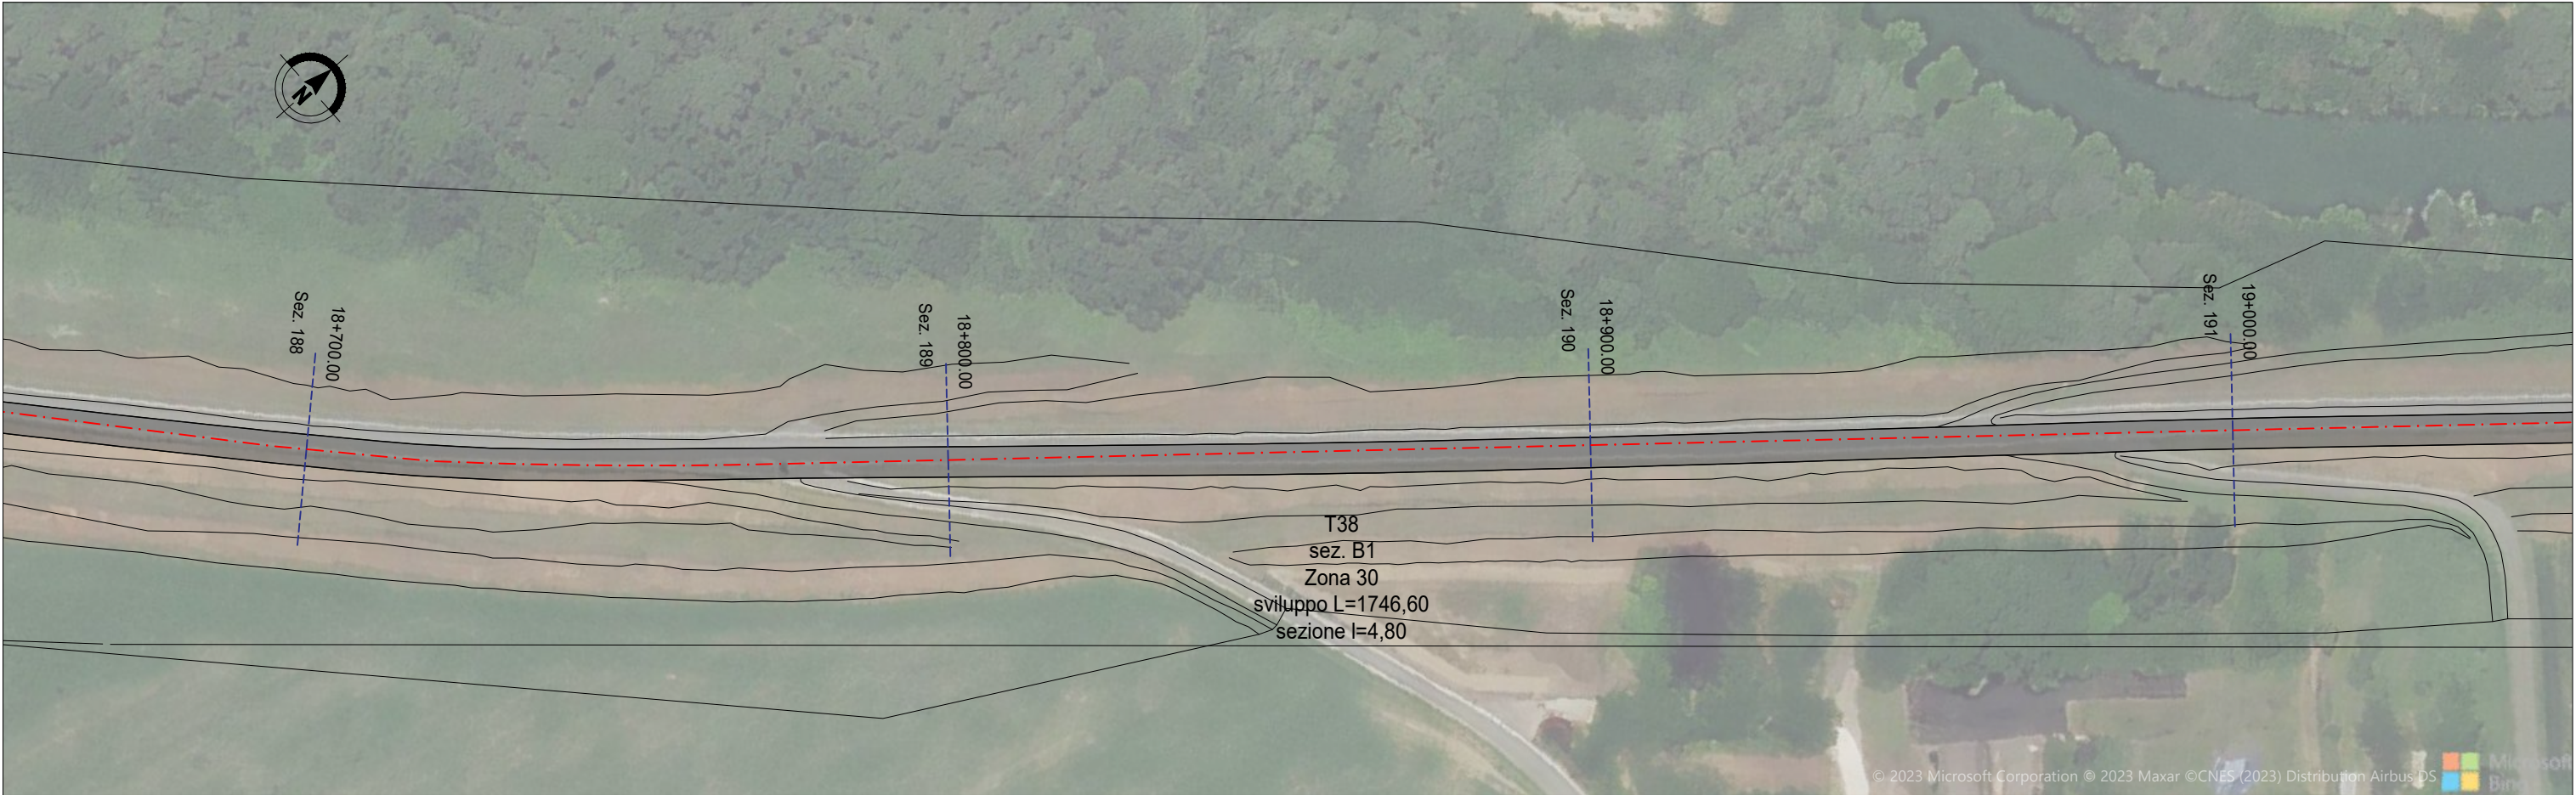 N
Sez. 188
18+700.00
Sez. 189
18+800.00
Sez. 190
18+900.00
Sez. 191
19+000.00
T38
sez. B1
Zona 30
sviluppo L=1746,60
sezione l=4,80
© 2023 Microsoft Corporation © 2023 Maxar ©CNES (2023) Distribution Airbus DS
Microsoft
Bing